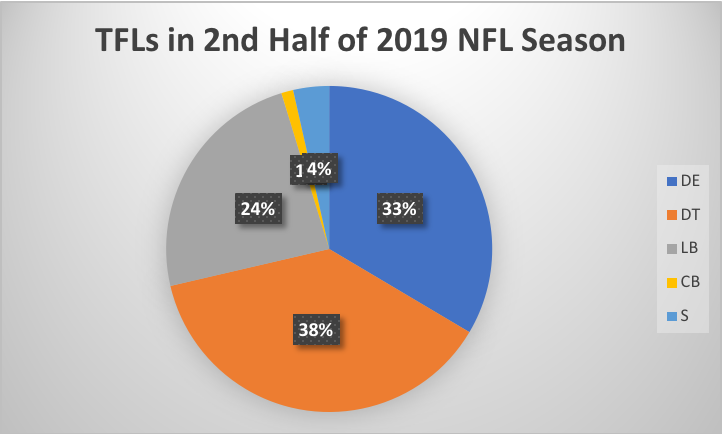 TFLs in 2nd Half of 2019 NFL Season
4%
24%
33%
38%
DE
DT
LB
CB
S